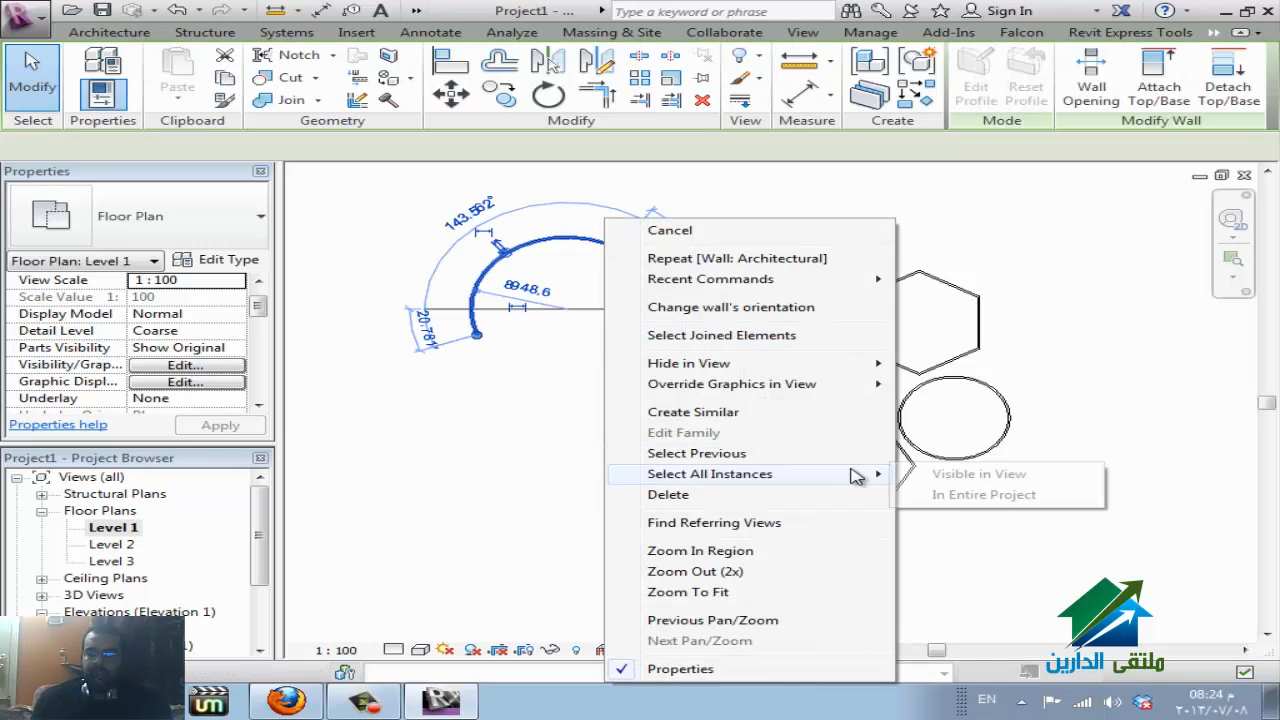 Project1 - ...
Type a keyword or phrase
Sign In
Architecture
Structure
Systems
Insert
Annotate
Analyze
Massing & Site
Collaborate
View
Manage
Add-Ins
Falcon
Revit Express Tools
Modify
Paste
Notch
Cut
Join
Edit Profile
Reset Profile
Wall Opening
Attach Top/Base
Detach Top/Base
Select
Properties
Clipboard
Geometry
Modify
View
Measure
Create
Mode
Modify Wall
Properties
Floor Plan
Floor Plan: Level 1
Edit Type
View Scale 1 : 100
Scale Value 1: 100
Display Model Normal
Detail Level Coarse
Parts Visibility Show Original
Visibility/Grap... Edit...
Graphic Displ... Edit...
Underlay None
Properties help
Apply
Project1 - Project Browser
Views (all)
Structural Plans
Floor Plans
Level 1
Level 2
Level 3
Ceiling Plans
3D Views
Elevations (Elevation 1)
143.562°
8948.6
20.781°
Cancel
Repeat [Wall: Architectural]
Recent Commands
Change wall's orientation
Select Joined Elements
Hide in View
Override Graphics in View
Create Similar
Edit Family
Select Previous
Select All Instances
Visible in View
In Entire Project
Delete
Find Referring Views
Zoom In Region
Zoom Out (2x)
Zoom To Fit
Previous Pan/Zoom
Next Pan/Zoom
Properties
2D
1 : 100
ملتقى الدارين
um
EN
08:24 م
٢٠١٣/٠٧/٠٨